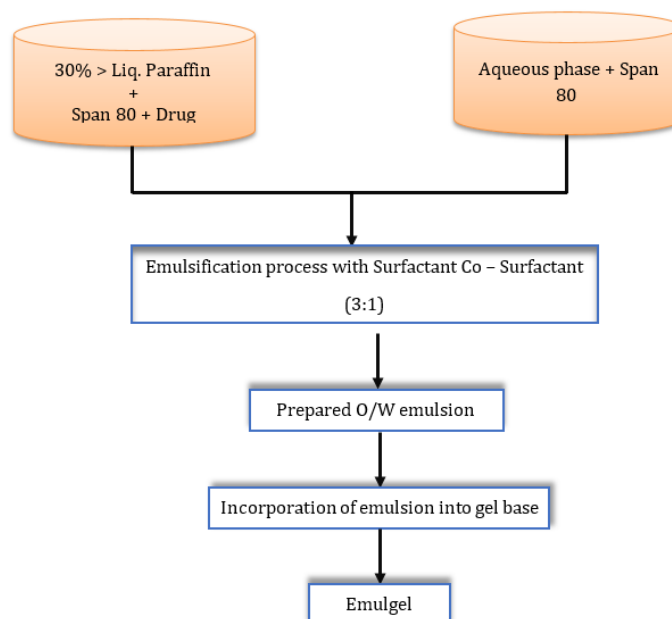 30% > Liq. Paraffin
+
Span 80 + Drug
Aqueous phase + Span
80
Emulsification process with Surfactant Co – Surfactant
(3:1)
Prepared O/W emulsion
Incorporation of emulsion into gel base
Emulgel